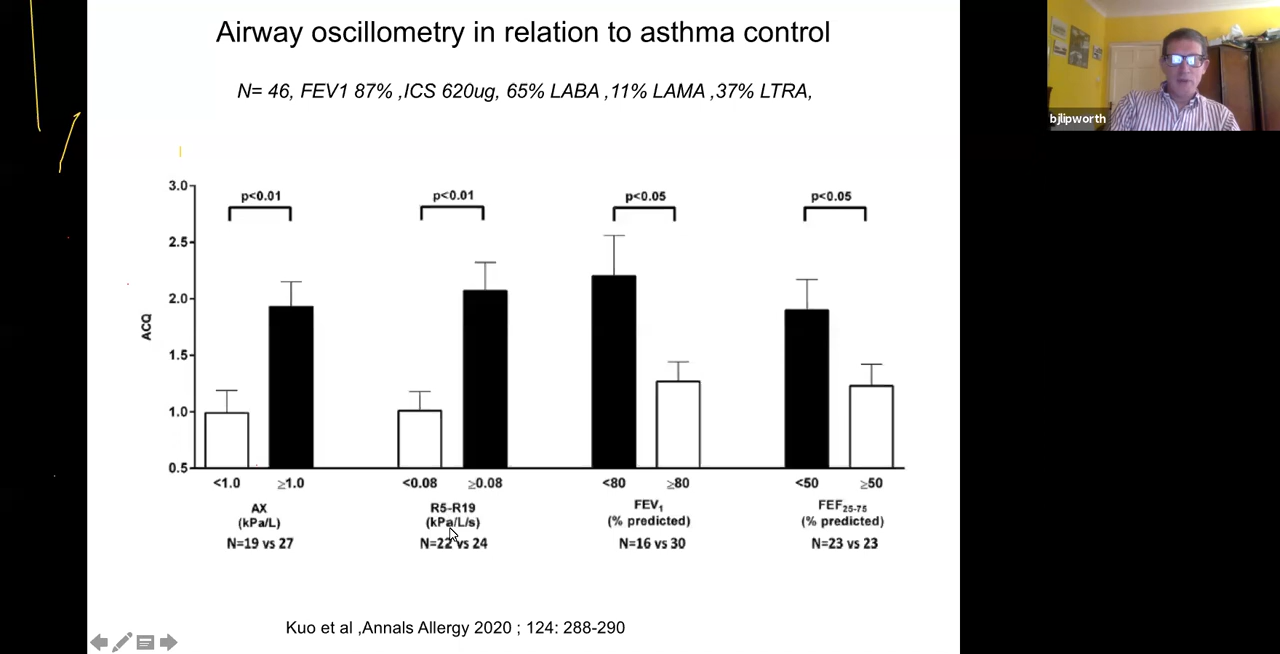 Airway oscillometry in relation to asthma control
N= 46, FEV1 87% ,ICS 620ug, 65% LABA ,11% LAMA ,37% LTRA,
bjlipworth
p<0.01
p<0.01
p<0.05
p<0.05
3.0
2.5
2.0
1.5
1.0
0.5
ACQ
<1.0 ≥1.0
<0.08 ≥0.08
<80 ≥80
<50 ≥50
AX
(kPa/L)
N=19 vs 27
R5-R19
(kPa/L/s)
N=22 vs 24
FEV1
(% predicted)
N=16 vs 30
FEF25-75
(% predicted)
N=23 vs 23
Kuo et al ,Annals Allergy 2020 ; 124: 288-290